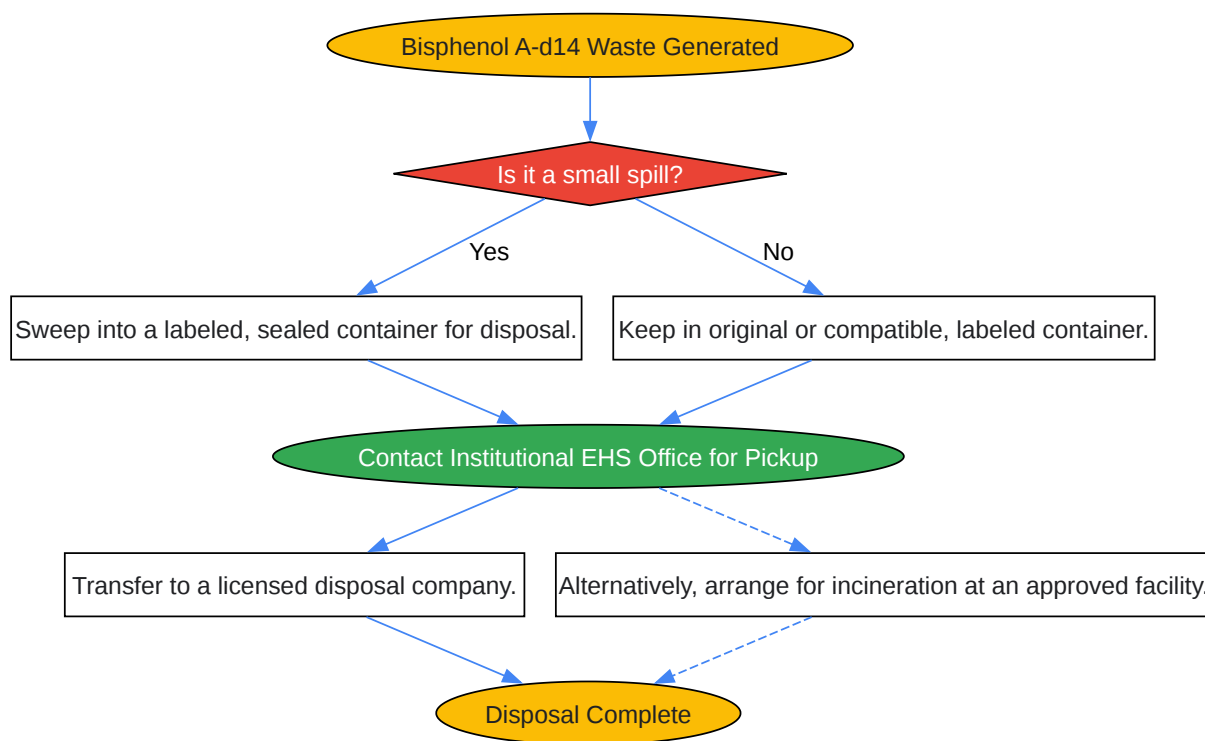 Bisphenol A-d14 Waste Generated
Is it a small spill?
Yes
No
Sweep into a labeled, sealed container for disposal.
Keep in original or compatible, labeled container.
Contact Institutional EHS Office for Pickup
Transfer to a licensed disposal company.
Alternatively, arrange for incineration at an approved facility.
Disposal Complete